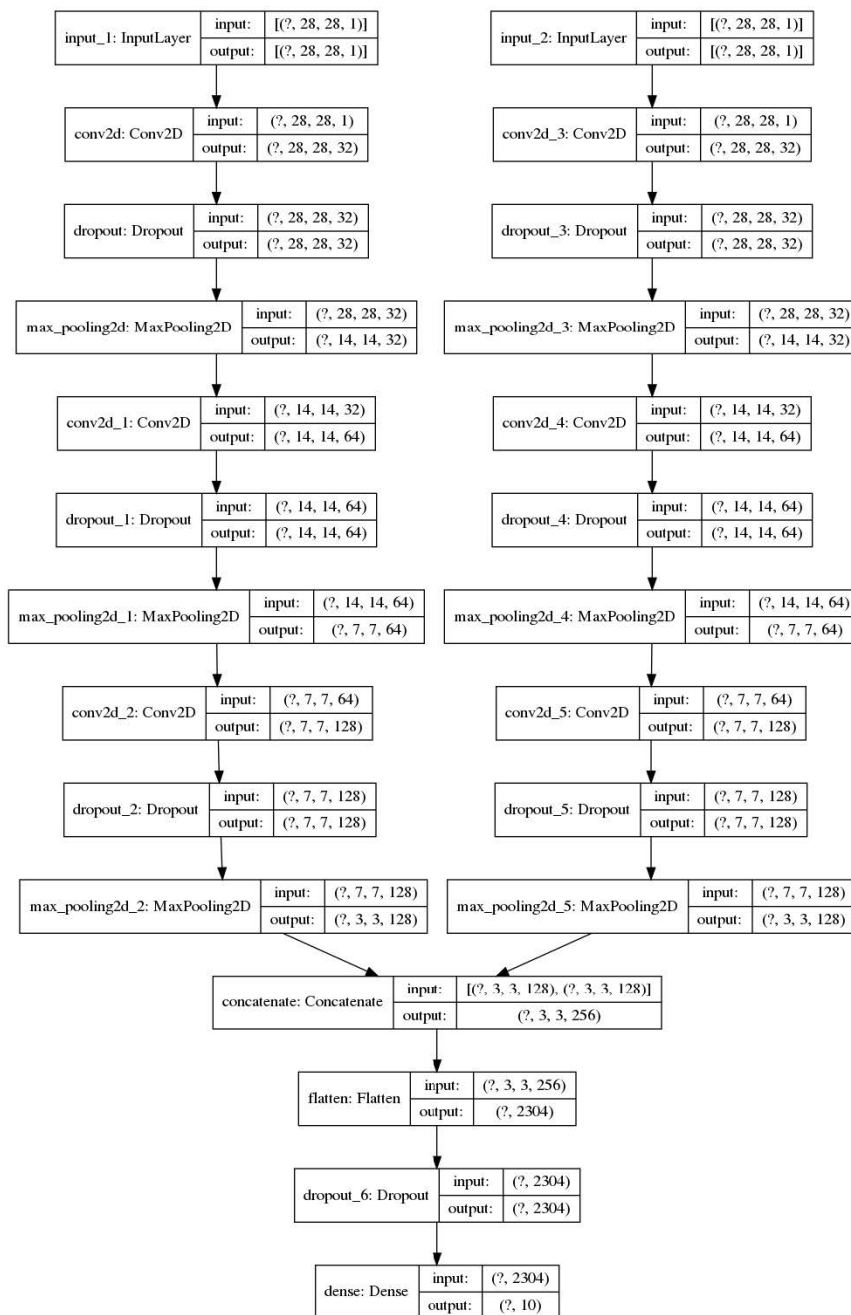 input_1: InputLayer input: [(?, 28, 28, 1)]
output: [(?, 28, 28, 1)]
input_2: InputLayer input: [(?, 28, 28, 1)]
output: [(?, 28, 28, 1)]
conv2d: Conv2D input: (?, 28, 28, 1)
output: (?, 28, 28, 32)
conv2d_3: Conv2D input: (?, 28, 28, 1)
output: (?, 28, 28, 32)
dropout: Dropout input: (?, 28, 28, 32)
output: (?, 28, 28, 32)
dropout_3: Dropout input: (?, 28, 28, 32)
output: (?, 28, 28, 32)
max_pooling2d: MaxPooling2D input: (?, 28, 28, 32)
output: (?, 14, 14, 32)
max_pooling2d_3: MaxPooling2D input: (?, 28, 28, 32)
output: (?, 14, 14, 32)
conv2d_1: Conv2D input: (?, 14, 14, 32)
output: (?, 14, 14, 64)
conv2d_4: Conv2D input: (?, 14, 14, 32)
output: (?, 14, 14, 64)
dropout_1: Dropout input: (?, 14, 14, 64)
output: (?, 14, 14, 64)
dropout_4: Dropout input: (?, 14, 14, 64)
output: (?, 14, 14, 64)
max_pooling2d_1: MaxPooling2D input: (?, 14, 14, 64)
output: (?, 7, 7, 64)
max_pooling2d_4: MaxPooling2D input: (?, 14, 14, 64)
output: (?, 7, 7, 64)
conv2d_2: Conv2D input: (?, 7, 7, 64)
output: (?, 7, 7, 128)
conv2d_5: Conv2D input: (?, 7, 7, 64)
output: (?, 7, 7, 128)
dropout_2: Dropout input: (?, 7, 7, 128)
output: (?, 7, 7, 128)
dropout_5: Dropout input: (?, 7, 7, 128)
output: (?, 7, 7, 128)
max_pooling2d_2: MaxPooling2D input: (?, 7, 7, 128)
output: (?, 3, 3, 128)
max_pooling2d_5: MaxPooling2D input: (?, 7, 7, 128)
output: (?, 3, 3, 128)
concatenate: Concatenate input: [(?, 3, 3, 128), (?, 3, 3, 128)]
output: (?, 3, 3, 256)
flatten: Flatten input: (?, 3, 3, 256)
output: (?, 2304)
dropout_6: Dropout input: (?, 2304)
output: (?, 2304)
dense: Dense input: (?, 2304)
output: (?, 10)